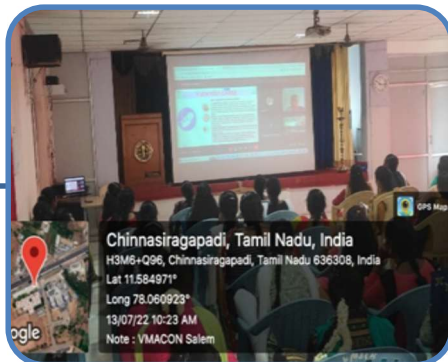 GPS Map
Chinnasiragapadi, Tamil Nadu, India
H3M6+Q96, Chinnasiragapadi, Tamil Nadu 636308, India
Lat 11.584971°
Long 78.060923°
13/07/22 10:23 AM
Note : VMACON Salem
ogle